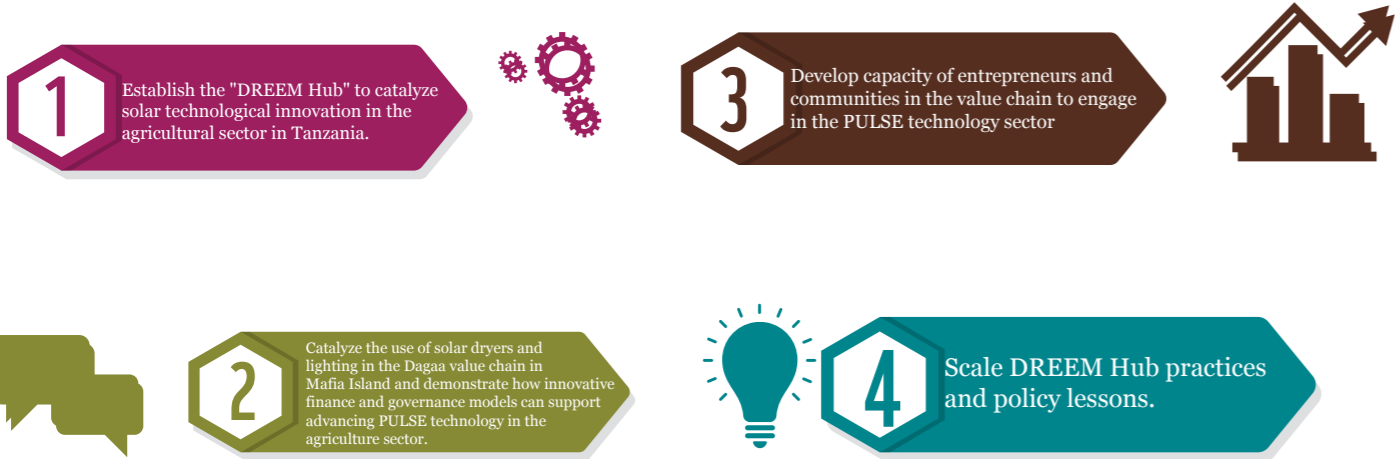 1
Establish the "DREEM Hub" to catalyze
solar technological innovation in the
agricultural sector in Tanzania.
2
Catalyze the use of solar dryers and
lighting in the Dagaa value chain in
Mafia Island and demonstrate how innovative
finance and governance models can support
advancing PULSE technology in the
agriculture sector.
3
Develop capacity of entrepreneurs and
communities in the value chain to engage
in the PULSE technology sector
4
Scale DREEM Hub practices
and policy lessons.